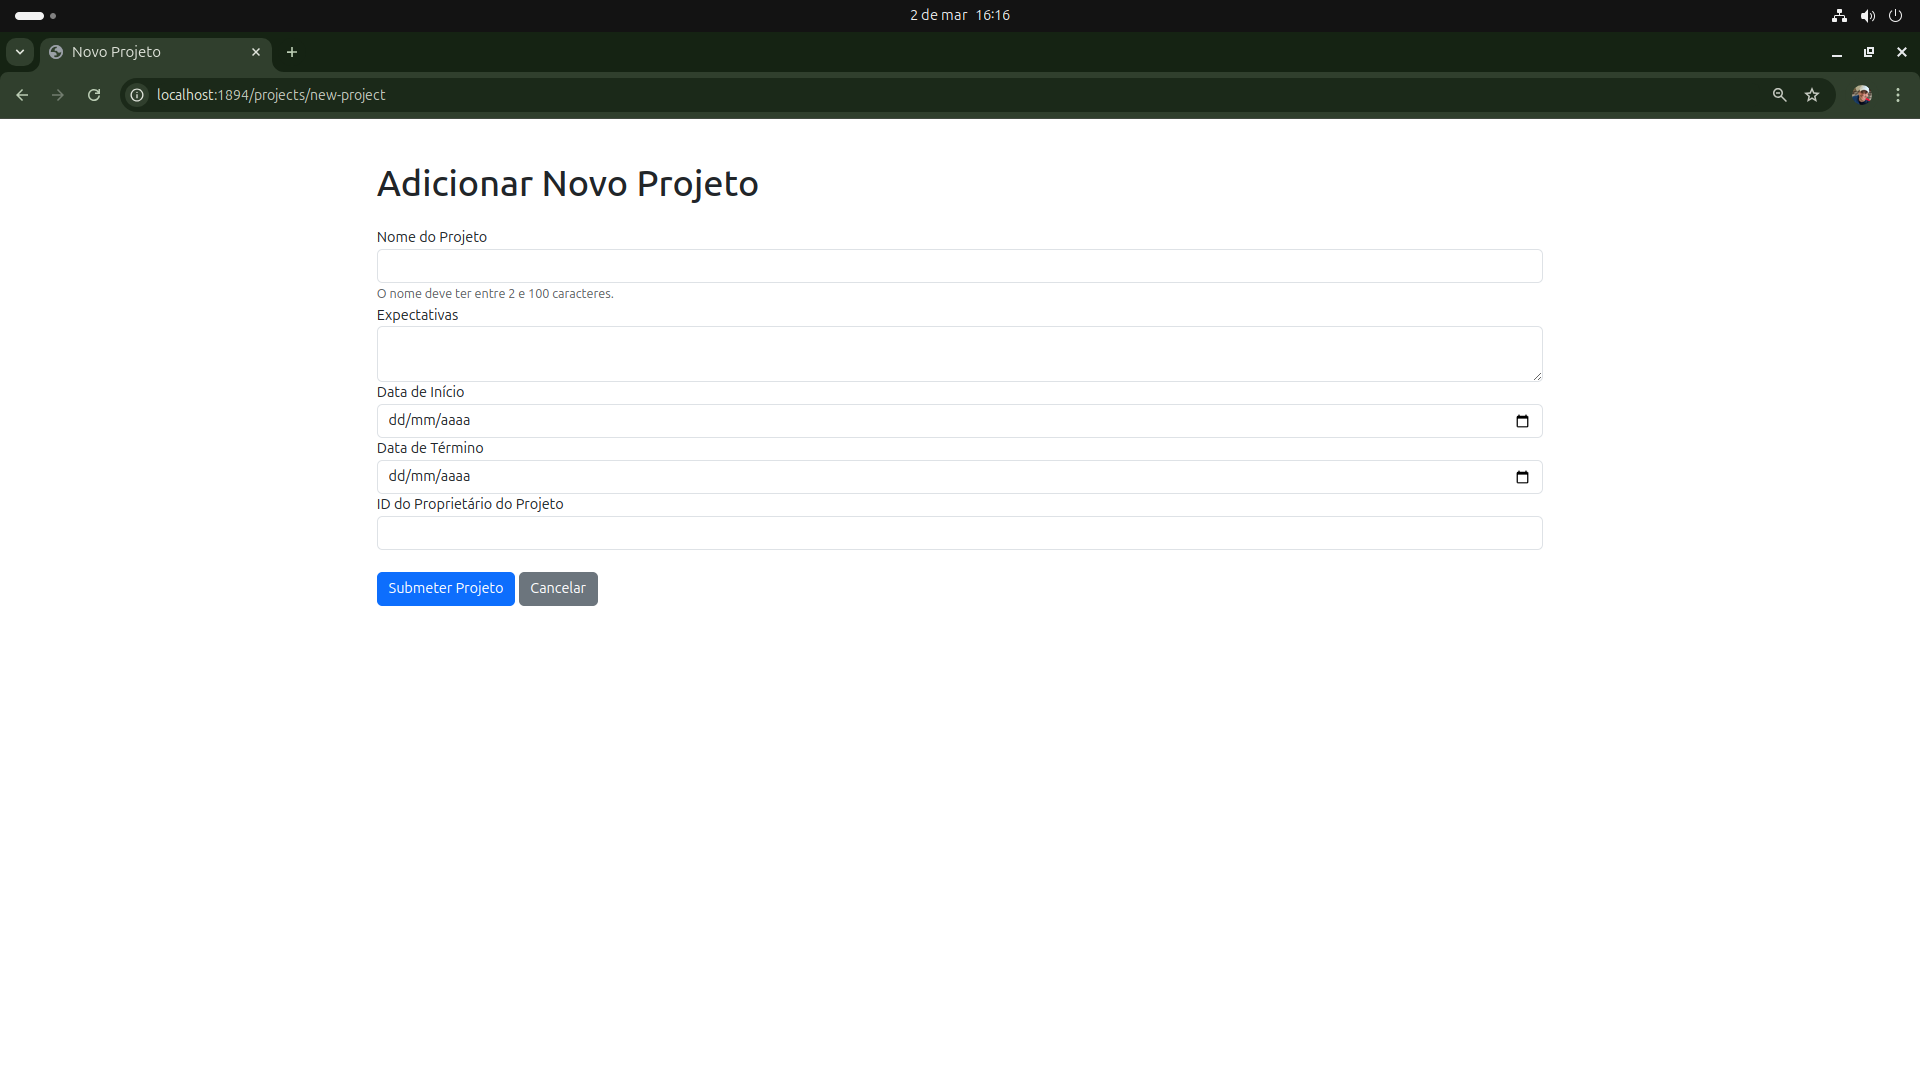 2 de mar 16:16
Novo Projeto
localhost:1894/projects/new-project
Adicionar Novo Projeto
Nome do Projeto
O nome deve ter entre 2 e 100 caracteres.
Expectativas
Data de Início
dd/mm/aaaa
Data de Término
dd/mm/aaaa
ID do Proprietário do Projeto
Submeter Projeto Cancelar